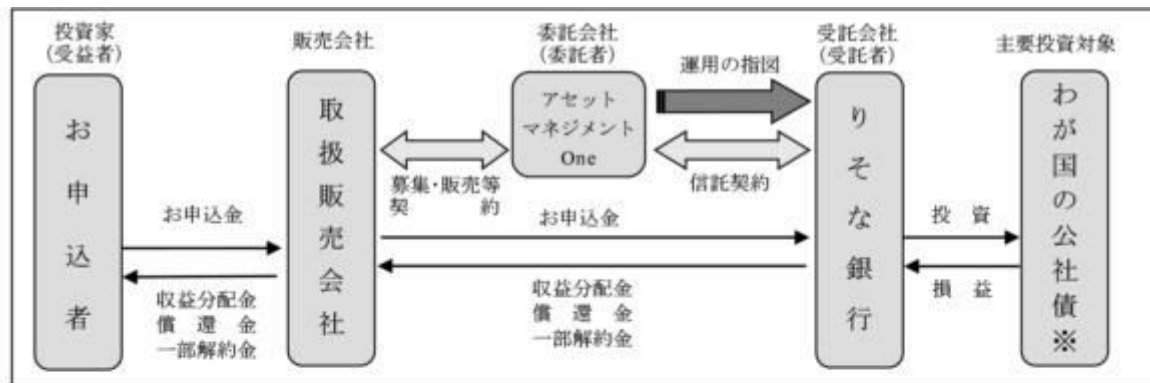 投資家
(受益者)
お申込者
お申込金
収益分配金
償還金
一部解約金
販売会社
取扱販売会社
募集・販売等
契約
委託会社
(委託者)
アセット
マネジメント
One
運用の指図
信託契約
お申込金
収益分配金
償還金
一部解約金
受託会社
(受託者)
りそな銀行
投資
損益
主要投資対象
わが国の公社債※